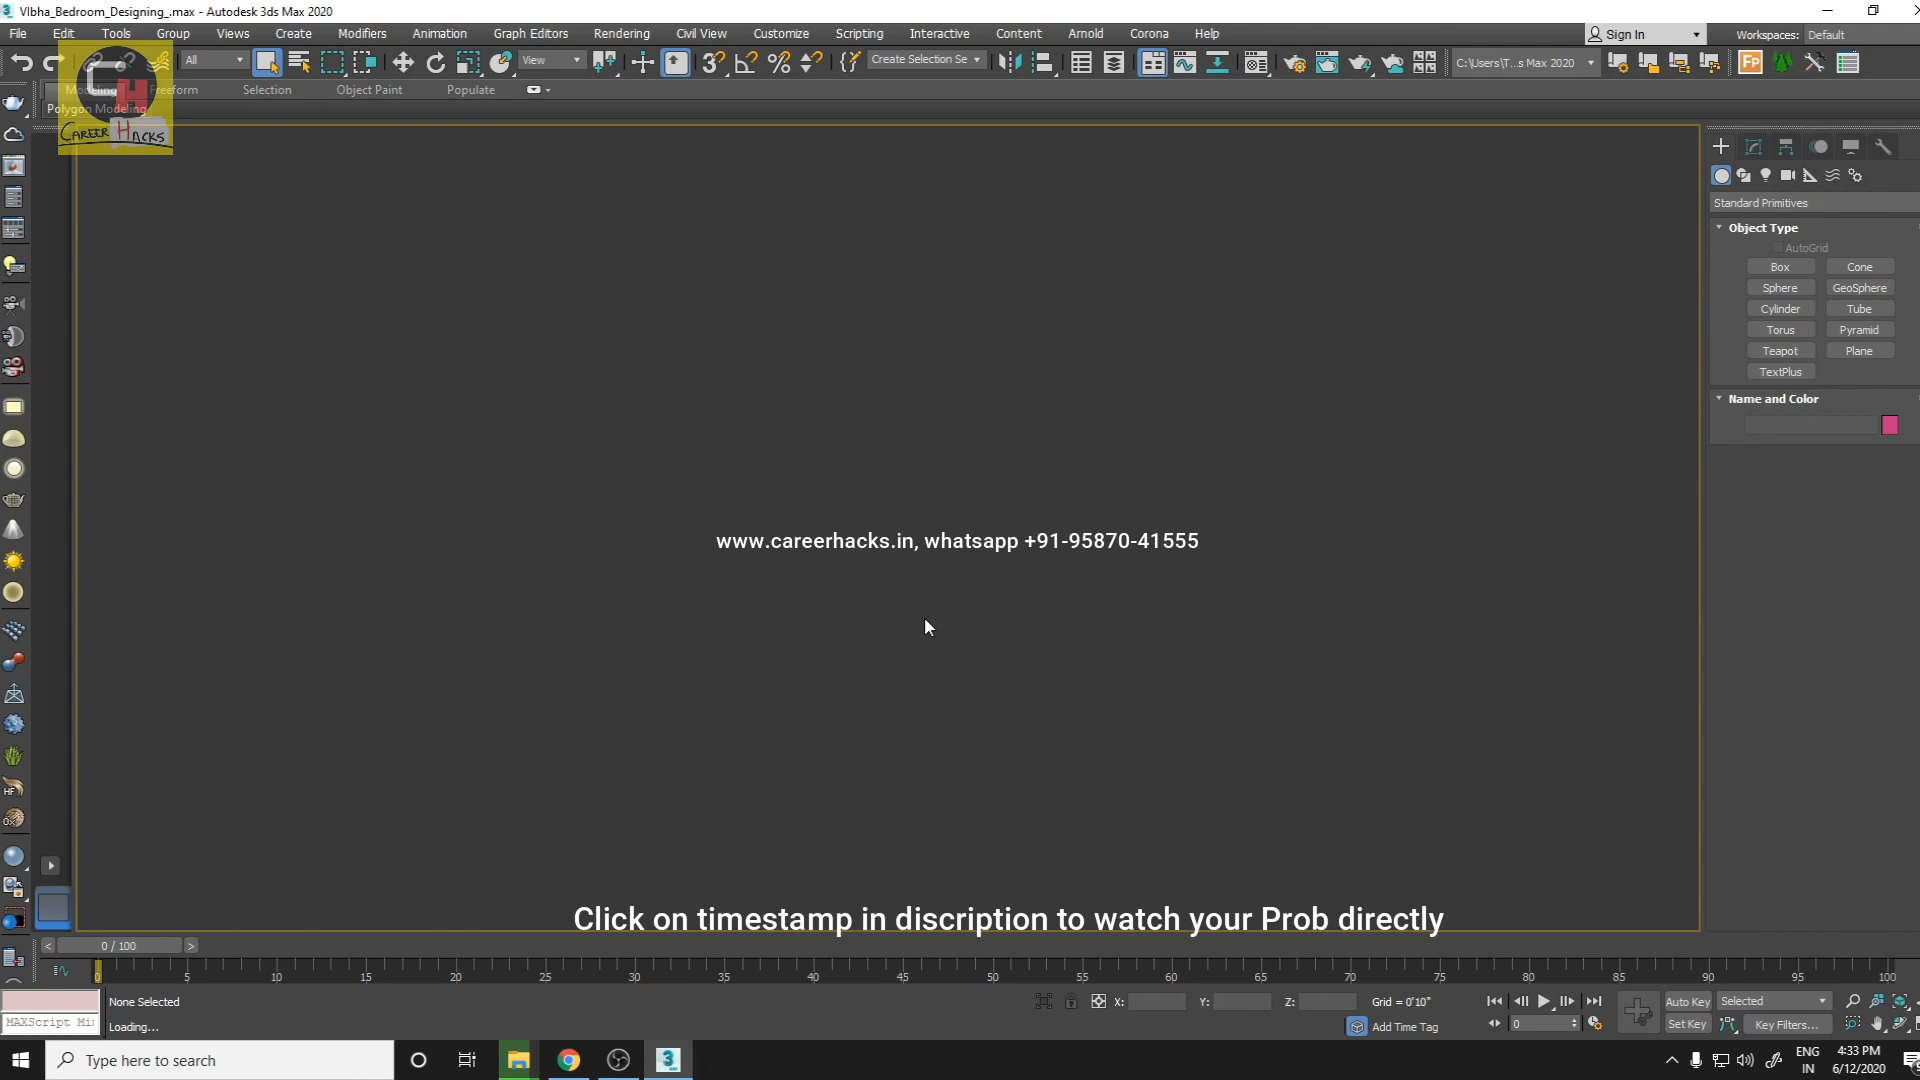 VIbha_Bedroom_Designing_.max - Autodesk 3ds Max 2020
File Edit Tools Group Views Create Modifiers Animation Graph Editors Rendering Civil View Customize Scripting Interactive Content Arnold Corona Help
Sign In
Workspaces: Default
All
View
Create Selection Se
C:\Users\T...s Max 2020
Fp
Modeling Freeform Selection Object Paint Populate
Polygon Modeling
CAREER HACKS
Standard Primitives
Object Type
AutoGrid
Box Cone
Sphere GeoSphere
Cylinder Tube
Torus Pyramid
Teapot Plane
TextPlus
Name and Color
www.careerhacks.in, whatsapp +91-95870-41555
Click on timestamp in discription to watch your Prob directly
< 0 / 100 >
0 5 10 15 20 25 30 35 40 45 50 55 60 65 70 75 80 85 90 95 100
None Selected
X: Y: Z: Grid = 0'10"
Auto Key Selected
MAXScript Mi
Loading...
Add Time Tag
0
Set Key Key Filters...
Type here to search
ENG
IN
4:33 PM
6/12/2020